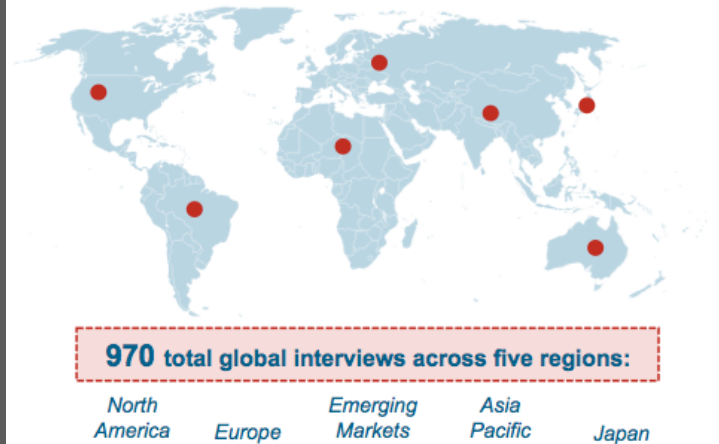 970 total global interviews across five regions:
North America
Europe
Emerging Markets
Asia Pacific
Japan